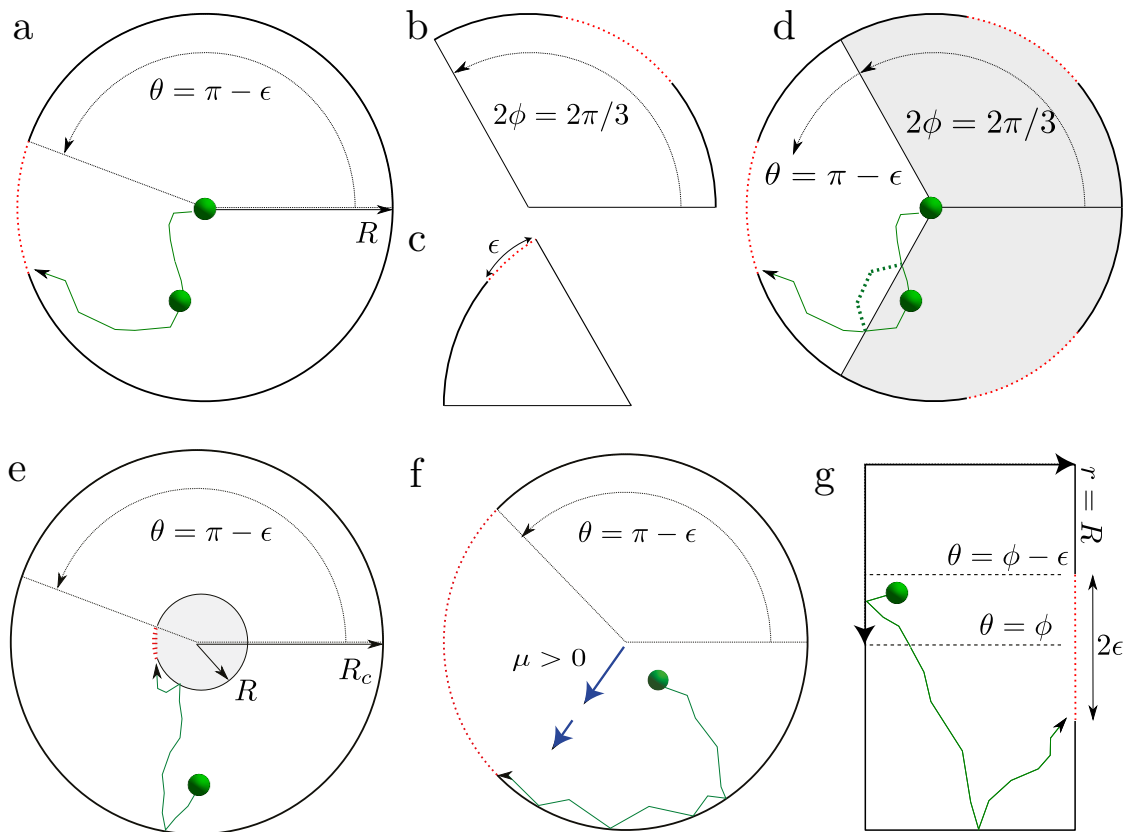 a
θ = π − ϵ
R
b
2ϕ = 2π/3
c
ϵ
d
2ϕ = 2π/3
θ = π − ϵ
e
θ = π − ϵ
R
R_c
f
θ = π − ϵ
μ > 0
g
r = R
θ = ϕ − ϵ
θ = ϕ
2ϵ